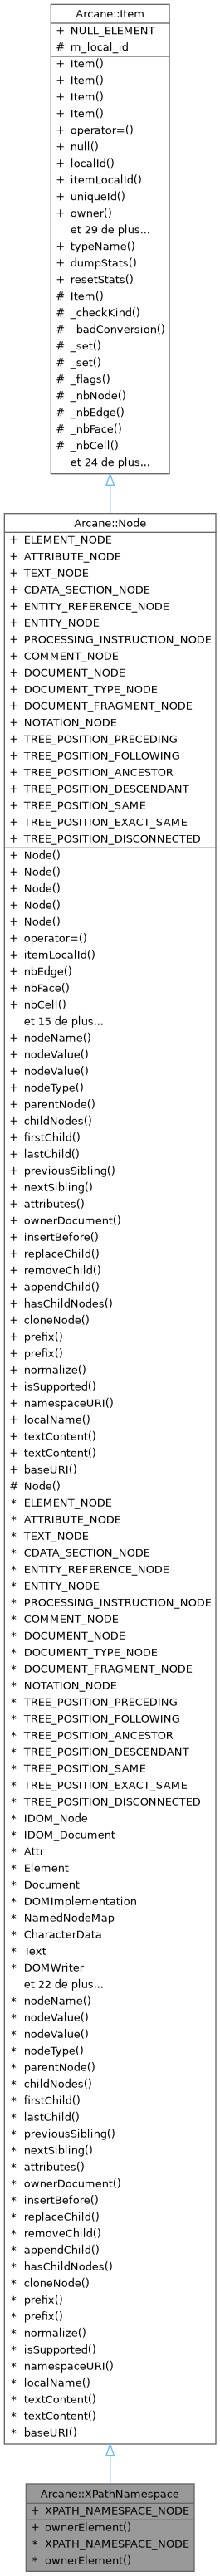 Arcane::Item
+ NULL_ELEMENT
# m_local_id
+ Item()
+ Item()
+ Item()
+ Item()
+ operator=()
+ null()
+ localId()
+ itemLocalId()
+ uniqueId()
+ owner()
et 29 de plus...
+ typeName()
+ dumpStats()
+ resetStats()
# Item()
# _checkKind()
# _badConversion()
# _set()
# _set()
# _flags()
# _nbNode()
# _nbEdge()
# _nbFace()
# _nbCell()
et 24 de plus...
Arcane::Node
+ ELEMENT_NODE
+ ATTRIBUTE_NODE
+ TEXT_NODE
+ CDATA_SECTION_NODE
+ ENTITY_REFERENCE_NODE
+ ENTITY_NODE
+ PROCESSING_INSTRUCTION_NODE
+ COMMENT_NODE
+ DOCUMENT_NODE
+ DOCUMENT_TYPE_NODE
+ DOCUMENT_FRAGMENT_NODE
+ NOTATION_NODE
+ TREE_POSITION_PRECEDING
+ TREE_POSITION_FOLLOWING
+ TREE_POSITION_ANCESTOR
+ TREE_POSITION_DESCENDANT
+ TREE_POSITION_SAME
+ TREE_POSITION_EXACT_SAME
+ TREE_POSITION_DISCONNECTED
+ Node()
+ Node()
+ Node()
+ Node()
+ Node()
+ operator=()
+ itemLocalId()
+ nbEdge()
+ nbFace()
+ nbCell()
et 15 de plus...
+ nodeName()
+ nodeValue()
+ nodeValue()
+ nodeType()
+ parentNode()
+ childNodes()
+ firstChild()
+ lastChild()
+ previousSibling()
+ nextSibling()
+ attributes()
+ ownerDocument()
+ insertBefore()
+ replaceChild()
+ removeChild()
+ appendChild()
+ hasChildNodes()
+ cloneNode()
+ prefix()
+ prefix()
+ normalize()
+ isSupported()
+ namespaceURI()
+ localName()
+ textContent()
+ textContent()
+ baseURI()
# Node()
* ELEMENT_NODE
* ATTRIBUTE_NODE
* TEXT_NODE
* CDATA_SECTION_NODE
* ENTITY_REFERENCE_NODE
* ENTITY_NODE
* PROCESSING_INSTRUCTION_NODE
* COMMENT_NODE
* DOCUMENT_NODE
* DOCUMENT_TYPE_NODE
* DOCUMENT_FRAGMENT_NODE
* NOTATION_NODE
* TREE_POSITION_PRECEDING
* TREE_POSITION_FOLLOWING
* TREE_POSITION_ANCESTOR
* TREE_POSITION_DESCENDANT
* TREE_POSITION_SAME
* TREE_POSITION_EXACT_SAME
* TREE_POSITION_DISCONNECTED
* IDOM_Node
* IDOM_Document
* Attr
* Element
* Document
* DOMImplementation
* NamedNodeMap
* CharacterData
* Text
* DOMWriter
et 22 de plus...
* nodeName()
* nodeValue()
* nodeValue()
* nodeType()
* parentNode()
* childNodes()
* firstChild()
* lastChild()
* previousSibling()
* nextSibling()
* attributes()
* ownerDocument()
* insertBefore()
* replaceChild()
* removeChild()
* appendChild()
* hasChildNodes()
* cloneNode()
* prefix()
* prefix()
* normalize()
* isSupported()
* namespaceURI()
* localName()
* textContent()
* textContent()
* baseURI()
Arcane::XPathNamespace
+ XPATH_NAMESPACE_NODE
+ ownerElement()
* XPATH_NAMESPACE_NODE
* ownerElement()